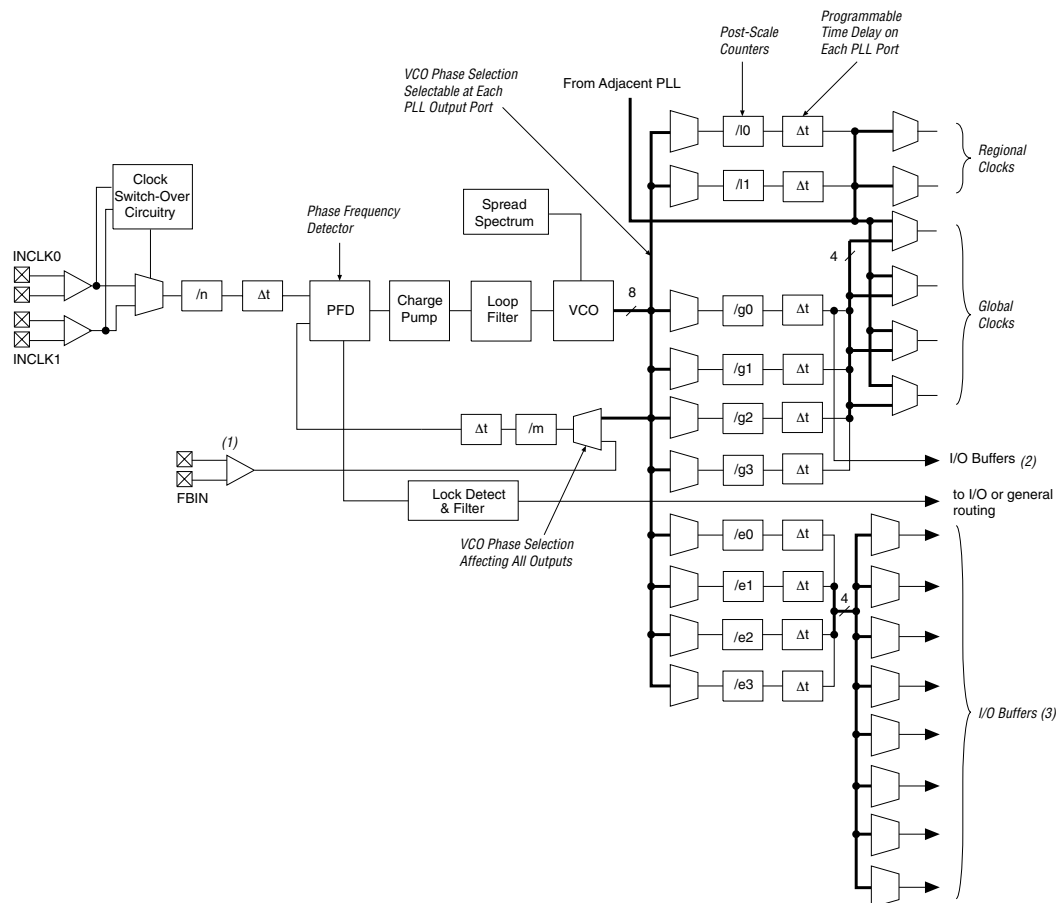 Post-Scale
Counters
Programmable
Time Delay on
Each PLL Port
VCO Phase Selection
Selectable at Each
PLL Output Port
From Adjacent PLL
/l0
Δt
/l1
Δt
Regional
Clocks
Clock
Switch-Over
Circuitry
Phase Frequency
Detector
Spread
Spectrum
INCLK0
INCLK1
/n
Δt
PFD
Charge
Pump
Loop
Filter
VCO
8
4
/g0
Δt
/g1
Δt
/g2
Δt
/g3
Δt
Global
Clocks
Δt
/m
(1)
FBIN
I/O Buffers (2)
Lock Detect
& Filter
to I/O or general
routing
VCO Phase Selection
Affecting All Outputs
/e0
Δt
/e1
Δt
/e2
Δt
/e3
Δt
4
I/O Buffers (3)